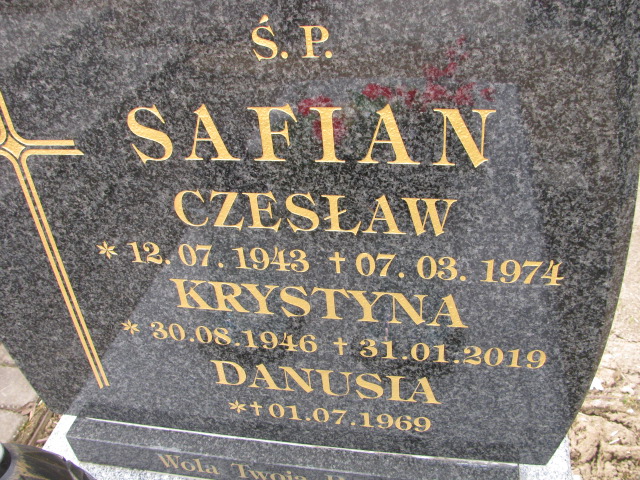 Ś. P.
SAFIAN
CZESŁAW
* 12. 07. 1943 † 07. 03. 1974
KRYSTYNA
* 30.08.1946 † 31.01.2019
DANUSIA
*† 01.07.1969
Wola Twoja